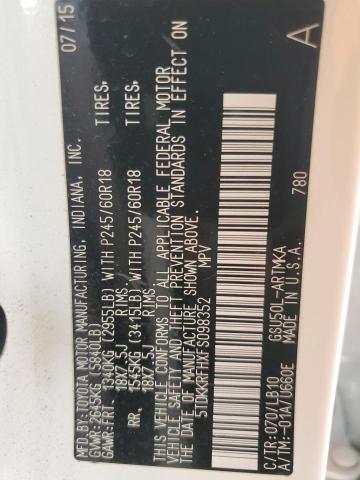 MFD.BY:TOYOTA MOTOR MANUFACTURING, INDIANA, INC. 07/15
GVWR:2645KG (5840LB)
GAWR:FRT 1340KG (2955LB) WITH P245/60R18 TIRES,
18X7.5J RIMS
RR. 1545KG (3415LB) WITH P245/60R18 TIRES,
18X7.5J RIMS
THIS VEHICLE CONFORMS TO ALL APPLICABLE FEDERAL MOTOR
VEHICLE SAFETY AND THEFT PREVENTION STANDARDS IN EFFECT ON
THE DATE OF MANUFACTURE SHOWN ABOVE.
5TDKKRFHXFS098352 MPV
C/TR:070/LB10 GSU50L-ARTMKA 780 A
A/TM:-01A/U660E MADE IN U.S.A.